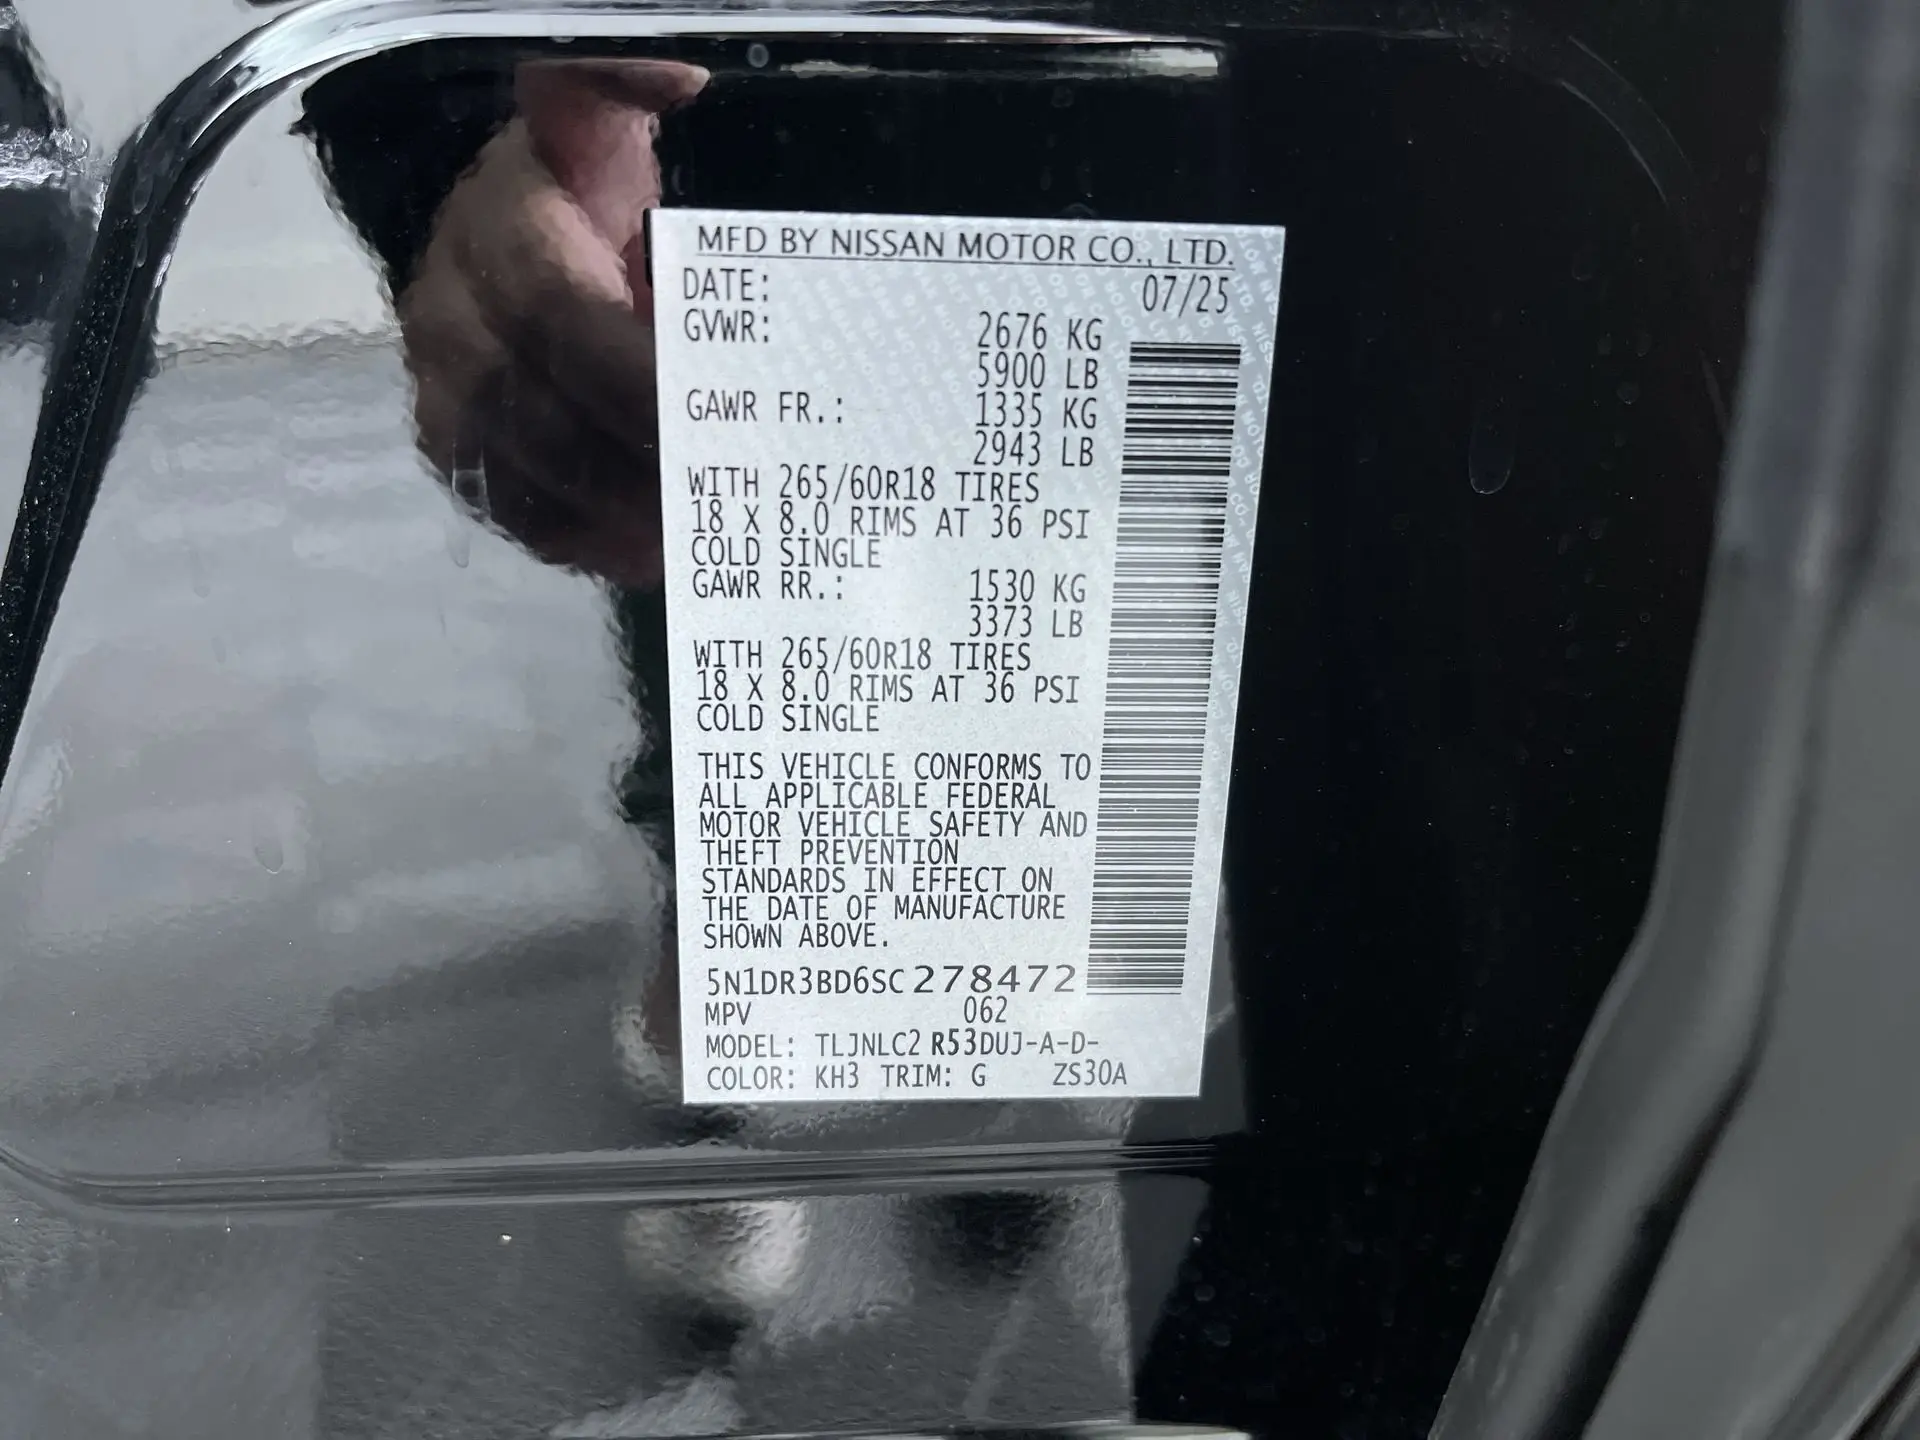 MFD BY NISSAN MOTOR CO., LTD.
DATE: 07/25
GVWR: 2676 KG
5900 LB
GAWR FR.: 1335 KG
2943 LB
WITH 265/60R18 TIRES
18 X 8.0 RIMS AT 36 PSI
COLD SINGLE
GAWR RR.: 1530 KG
3373 LB
WITH 265/60R18 TIRES
18 X 8.0 RIMS AT 36 PSI
COLD SINGLE
THIS VEHICLE CONFORMS TO
ALL APPLICABLE FEDERAL
MOTOR VEHICLE SAFETY AND
THEFT PREVENTION
STANDARDS IN EFFECT ON
THE DATE OF MANUFACTURE
SHOWN ABOVE.
5N1DR3BD6SC278472
MPV 062
MODEL: TLJNLC2 R53DUJ-A-D-
COLOR: KH3 TRIM: G ZS30A